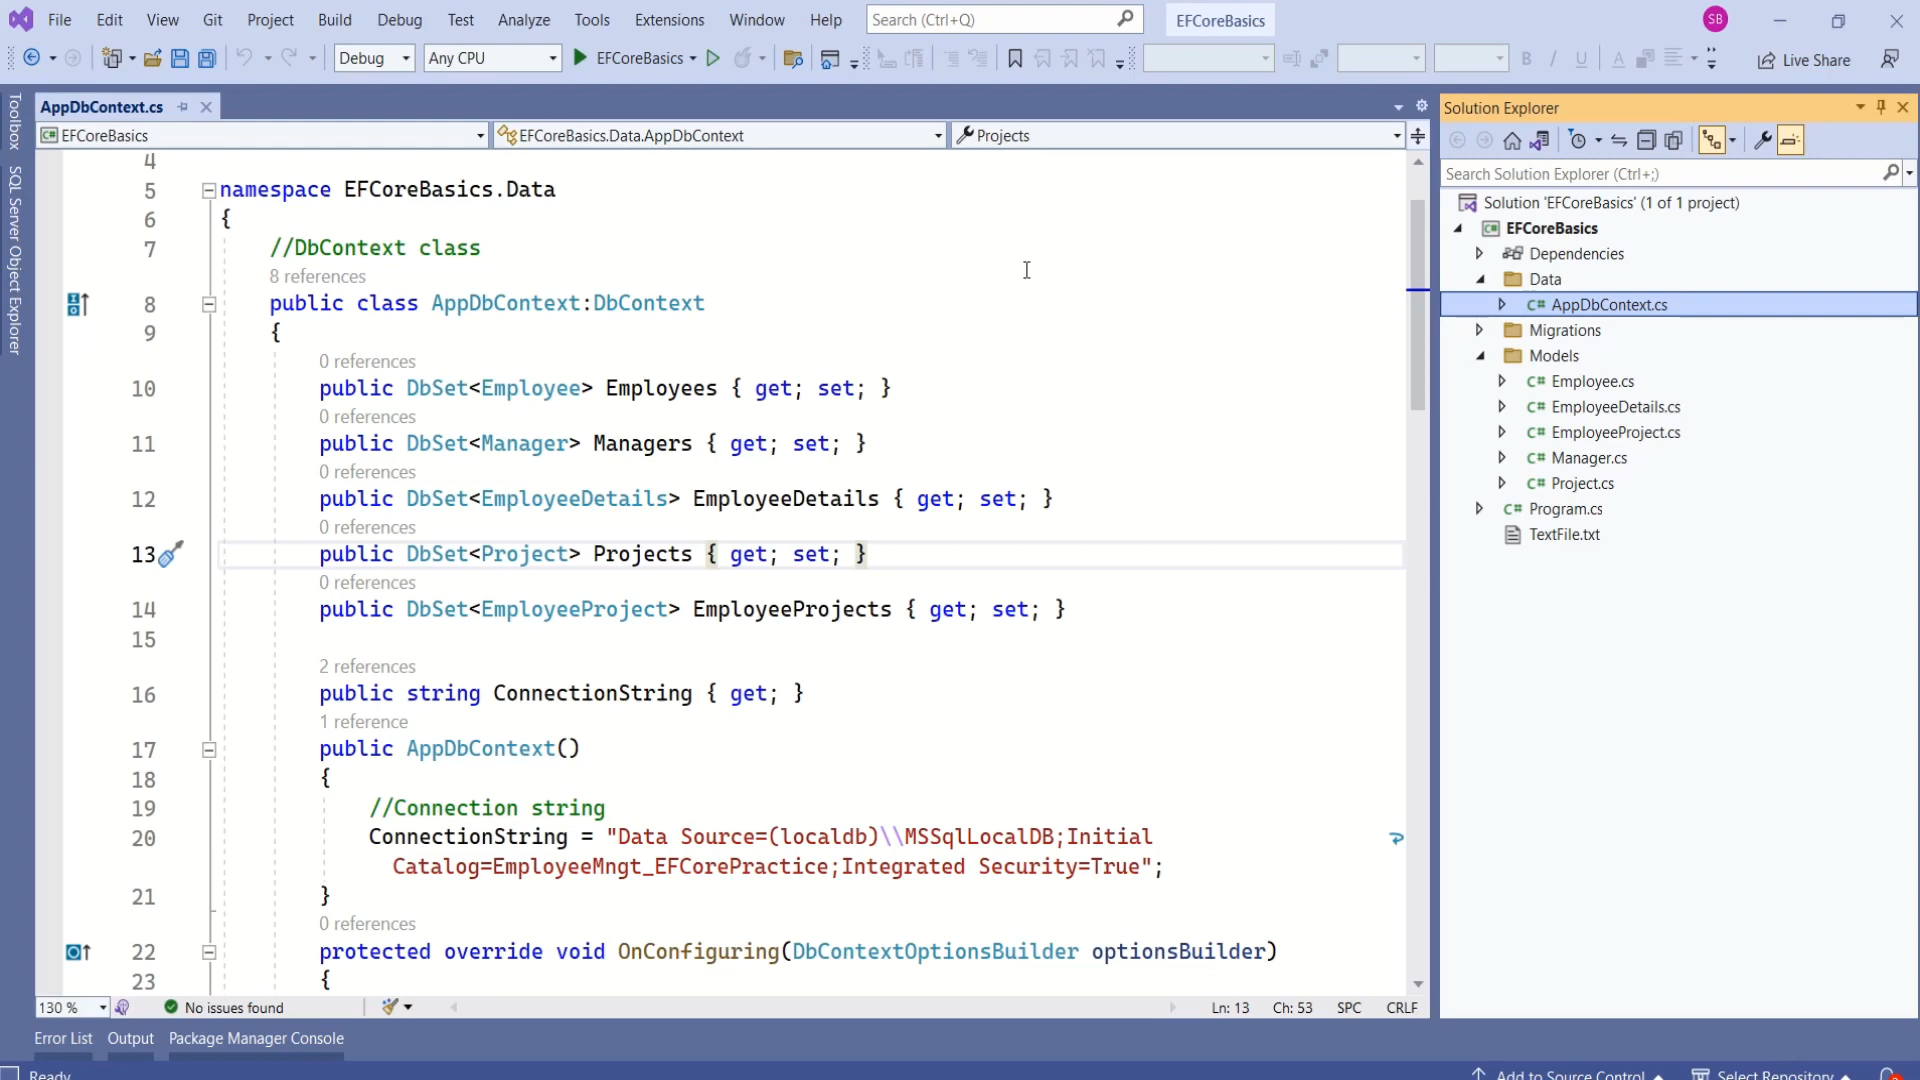 File Edit View Git Project Build Debug Test Analyze Tools Extensions Window Help Search (Ctrl+Q) EFCoreBasics SB
Debug Any CPU EFCoreBasics B I U A Live Share
AppDbContext.cs
EFCoreBasics EFCoreBasics.Data.AppDbContext Projects
Toolbox
SQL Server Object Explorer
4
5 namespace EFCoreBasics.Data
6 {
7 //DbContext class
8 references
8 public class AppDbContext:DbContext
9 {
0 references
10 public DbSet<Employee> Employees { get; set; }
0 references
11 public DbSet<Manager> Managers { get; set; }
0 references
12 public DbSet<EmployeeDetails> EmployeeDetails { get; set; }
0 references
13 public DbSet<Project> Projects { get; set; }
0 references
14 public DbSet<EmployeeProject> EmployeeProjects { get; set; }
15
2 references
16 public string ConnectionString { get; }
1 reference
17 public AppDbContext()
18 {
19 //Connection string
20 ConnectionString = "Data Source=(localdb)\\MSSqlLocalDB;Initial
Catalog=EmployeeMngt_EFCorePractice;Integrated Security=True";
21 }
0 references
22 protected override void OnConfiguring(DbContextOptionsBuilder optionsBuilder)
23 {
130 % No issues found Ln: 13 Ch: 53 SPC CRLF
Solution Explorer
Search Solution Explorer (Ctrl+;)
Solution 'EFCoreBasics' (1 of 1 project)
C# EFCoreBasics
Dependencies
Data
C# AppDbContext.cs
Migrations
Models
C# Employee.cs
C# EmployeeDetails.cs
C# EmployeeProject.cs
C# Manager.cs
C# Project.cs
C# Program.cs
TextFile.txt
Error List Output Package Manager Console
Ready Add to Source Control Select Repository